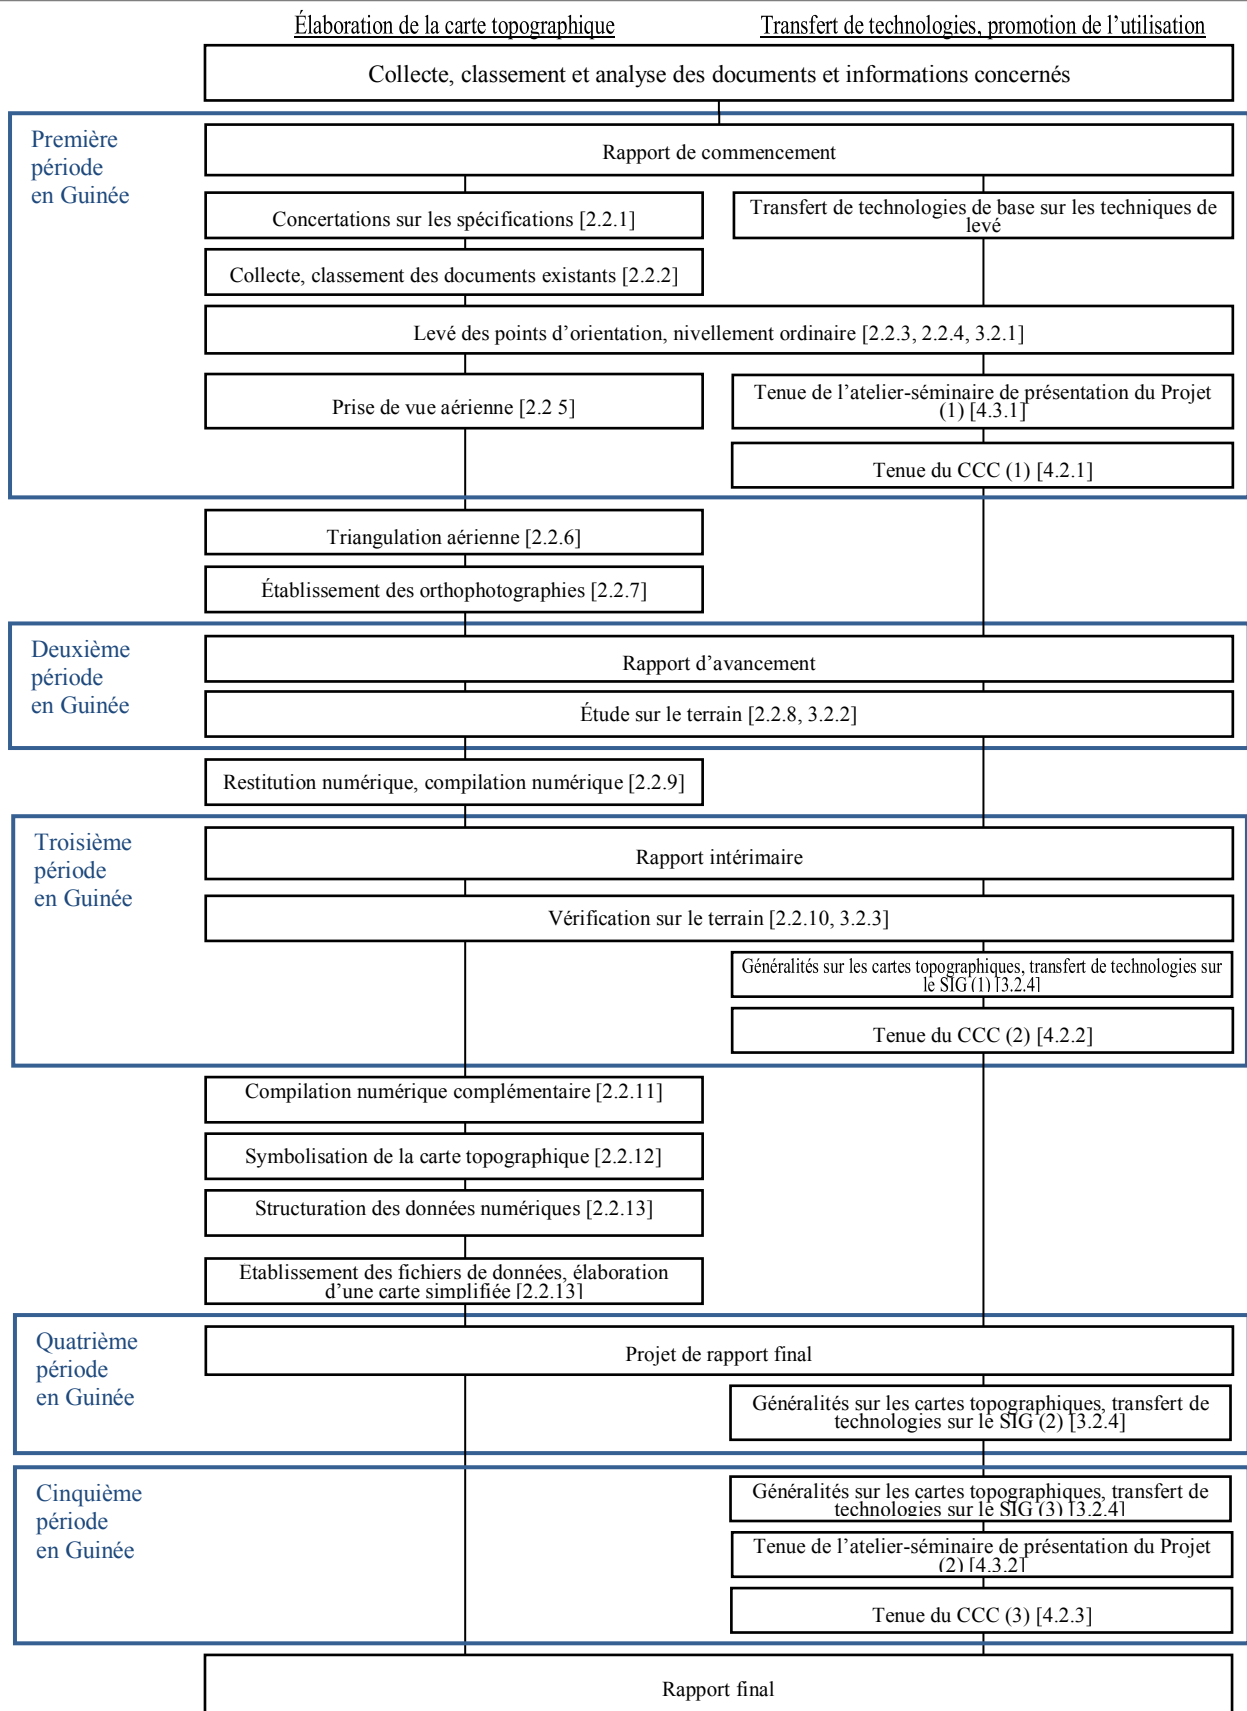 Élaboration de la carte topographique
Transfert de technologies, promotion de l'utilisation
Collecte, classement et analyse des documents et informations concernés
Première
période
en Guinée
Rapport de commencement
Concertations sur les spécifications [2.2.1]
Transfert de technologies de base sur les techniques de
levé
Collecte, classement des documents existants [2.2.2]
Levé des points d'orientation, nivellement ordinaire [2.2.3, 2.2.4, 3.2.1]
Prise de vue aérienne [2.2 5]
Tenue de l'atelier-séminaire de présentation du Projet
(1) [4.3.1]
Tenue du CCC (1) [4.2.1]
Triangulation aérienne [2.2.6]
Établissement des orthophotographies [2.2.7]
Deuxième
période
en Guinée
Rapport d'avancement
Étude sur le terrain [2.2.8, 3.2.2]
Restitution numérique, compilation numérique [2.2.9]
Troisième
période
en Guinée
Rapport intérimaire
Vérification sur le terrain [2.2.10, 3.2.3]
Généralités sur les cartes topographiques, transfert de technologies sur
le SIG (1) [3.2.4]
Tenue du CCC (2) [4.2.2]
Compilation numérique complémentaire [2.2.11]
Symbolisation de la carte topographique [2.2.12]
Structuration des données numériques [2.2.13]
Etablissement des fichiers de données, élaboration
d'une carte simplifiée [2.2.13]
Quatrième
période
en Guinée
Projet de rapport final
Généralités sur les cartes topographiques, transfert de
technologies sur le SIG (2) [3.2.4]
Cinquième
période
en Guinée
Généralités sur les cartes topographiques, transfert de
technologies sur le SIG (3) [3.2.4]
Tenue de l'atelier-séminaire de présentation du Projet
(2) [4.3.2]
Tenue du CCC (3) [4.2.3]
Rapport final